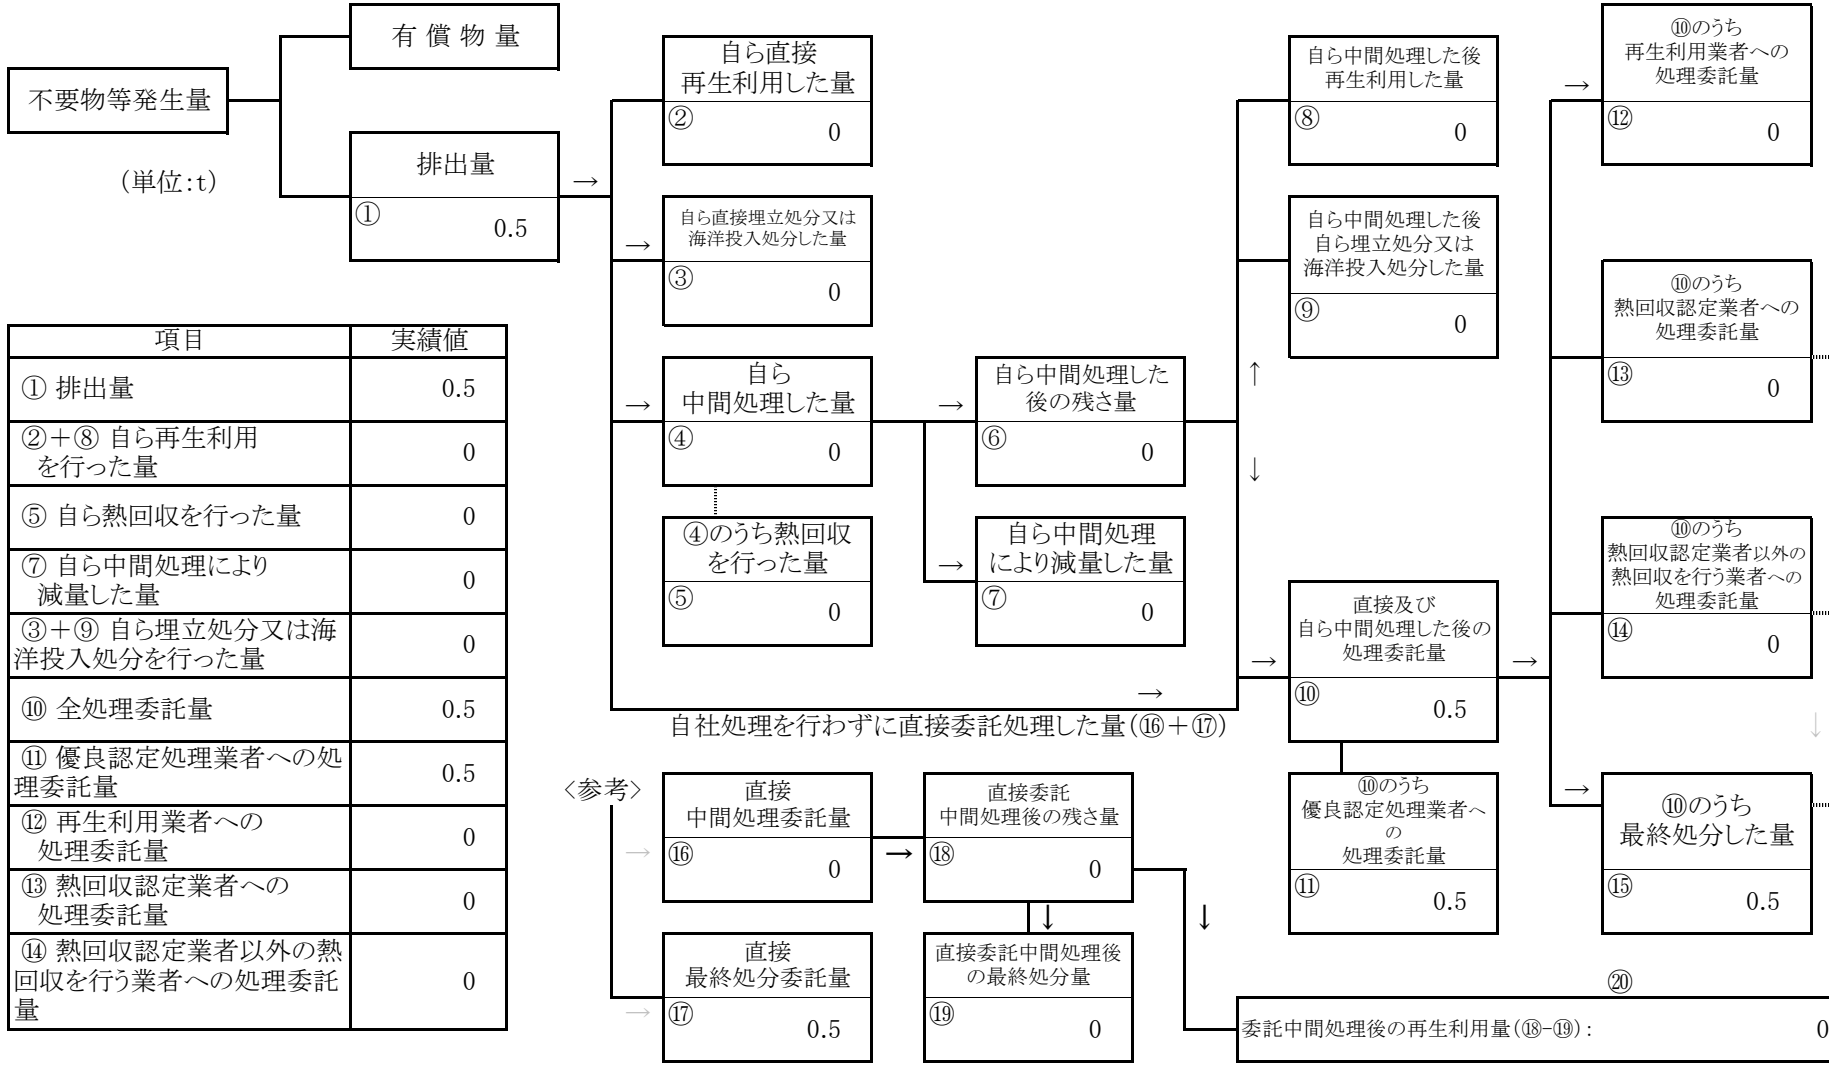 有 償 物 量
不要物等発生量
(単位:t)
排出量
①
0.5
→
自ら直接
再生利用した量
②
0
→
自ら直接埋立処分又は
海洋投入処分した量
③
0
→
自ら
中間処理した量
④
0
④のうち熱回収
を行った量
⑤
0
→
自ら中間処理した
後の残さ量
⑥
0
→
自ら中間処理
により減量した量
⑦
0
自ら中間処理した後
再生利用した量
⑧
0
自ら中間処理した後
自ら埋立処分又は
海洋投入処分した量
⑨
0
↑
↓
→
直接及び
自ら中間処理した後の
処理委託量
⑩
0.5
→
自社処理を行わずに直接委託処理した量(⑯+⑰)
→
⑩のうち
優良認定処理業者へ
の
処理委託量
⑪
0.5
→
⑩のうち
再生利用業者への
処理委託量
⑫
0
⑩のうち
熱回収認定業者への
処理委託量
⑬
0
⑩のうち
熱回収認定業者以外の
熱回収を行う業者への
処理委託量
⑭
0
↓
→
⑩のうち
最終処分した量
⑮
0.5
項目 実績値
① 排出量 0.5
②+⑧ 自ら再生利用
を行った量 0
⑤ 自ら熱回収を行った量 0
⑦ 自ら中間処理により
減量した量 0
③+⑨ 自ら埋立処分又は海
洋投入処分を行った量 0
⑩ 全処理委託量 0.5
⑪ 優良認定処理業者への処
理委託量 0.5
⑫ 再生利用業者への
処理委託量 0
⑬ 熱回収認定業者への
処理委託量 0
⑭ 熱回収認定業者以外の熱
回収を行う業者への処理委託
量 0
〈参考〉
→
直接
中間処理委託量
⑯
0
→
直接委託
中間処理後の残さ量
⑱
0
↓
↓
→
直接
最終処分委託量
⑰
0.5
直接委託中間処理後
の最終処分量
⑲
0
⑳
委託中間処理後の再生利用量(⑱-⑲): 0